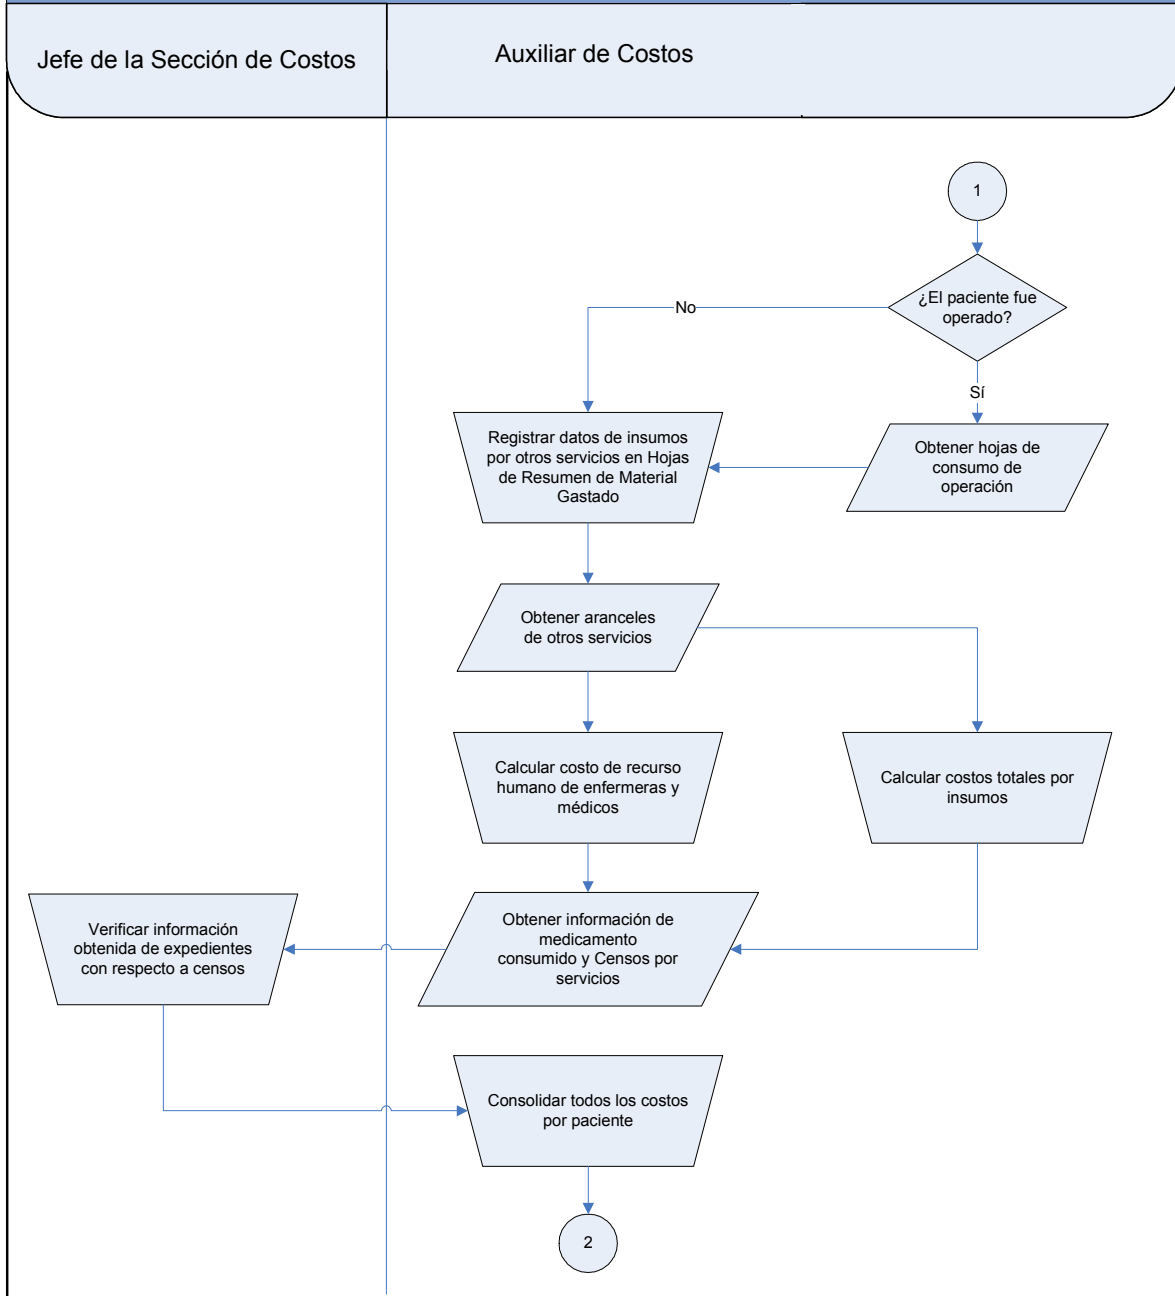 Jefe de la Sección de Costos
Auxiliar de Costos
1
¿El paciente fue
operado?
No
Sí
Registrar datos de insumos
por otros servicios en Hojas
de Resumen de Material
Gastado
Obtener hojas de
consumo de
operación
Obtener aranceles
de otros servicios
Calcular costo de recurso
humano de enfermeras y
médicos
Calcular costos totales por
insumos
Verificar información
obtenida de expedientes
con respecto a censos
Obtener información de
medicamento
consumido y Censos por
servicios
Consolidar todos los costos
por paciente
2